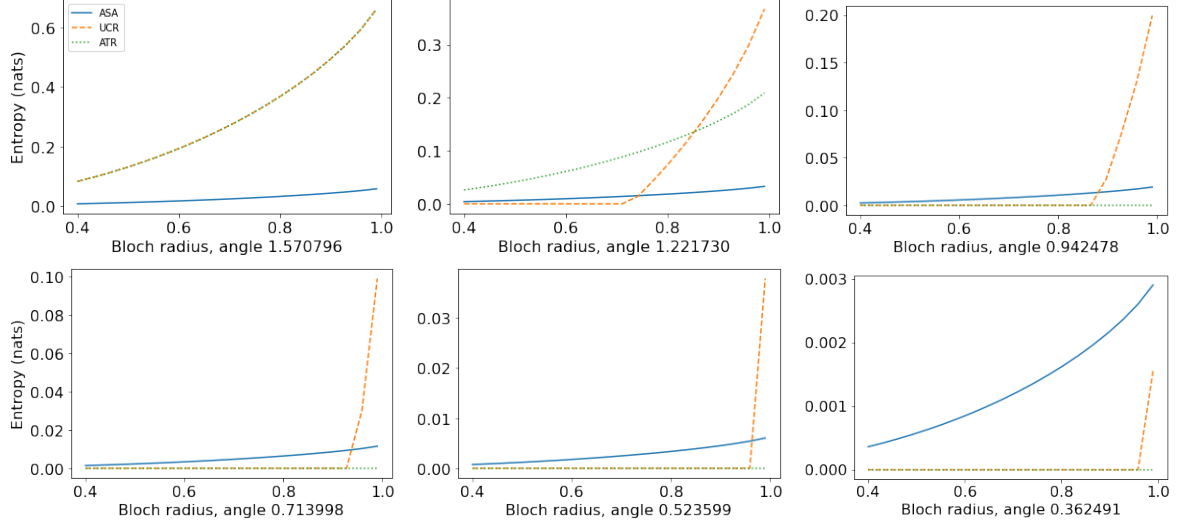 ASA
UCR
ATR
Entropy (nats)
0.6
0.4
0.2
0.0
0.4 0.6 0.8 1.0
Bloch radius, angle 1.570796
0.3
0.2
0.1
0.0
0.4 0.6 0.8 1.0
Bloch radius, angle 1.221730
0.20
0.15
0.10
0.05
0.00
0.4 0.6 0.8 1.0
Bloch radius, angle 0.942478
Entropy (nats)
0.10
0.08
0.06
0.04
0.02
0.00
0.4 0.6 0.8 1.0
Bloch radius, angle 0.713998
0.03
0.02
0.01
0.00
0.4 0.6 0.8 1.0
Bloch radius, angle 0.523599
0.003
0.002
0.001
0.000
0.4 0.6 0.8 1.0
Bloch radius, angle 0.362491